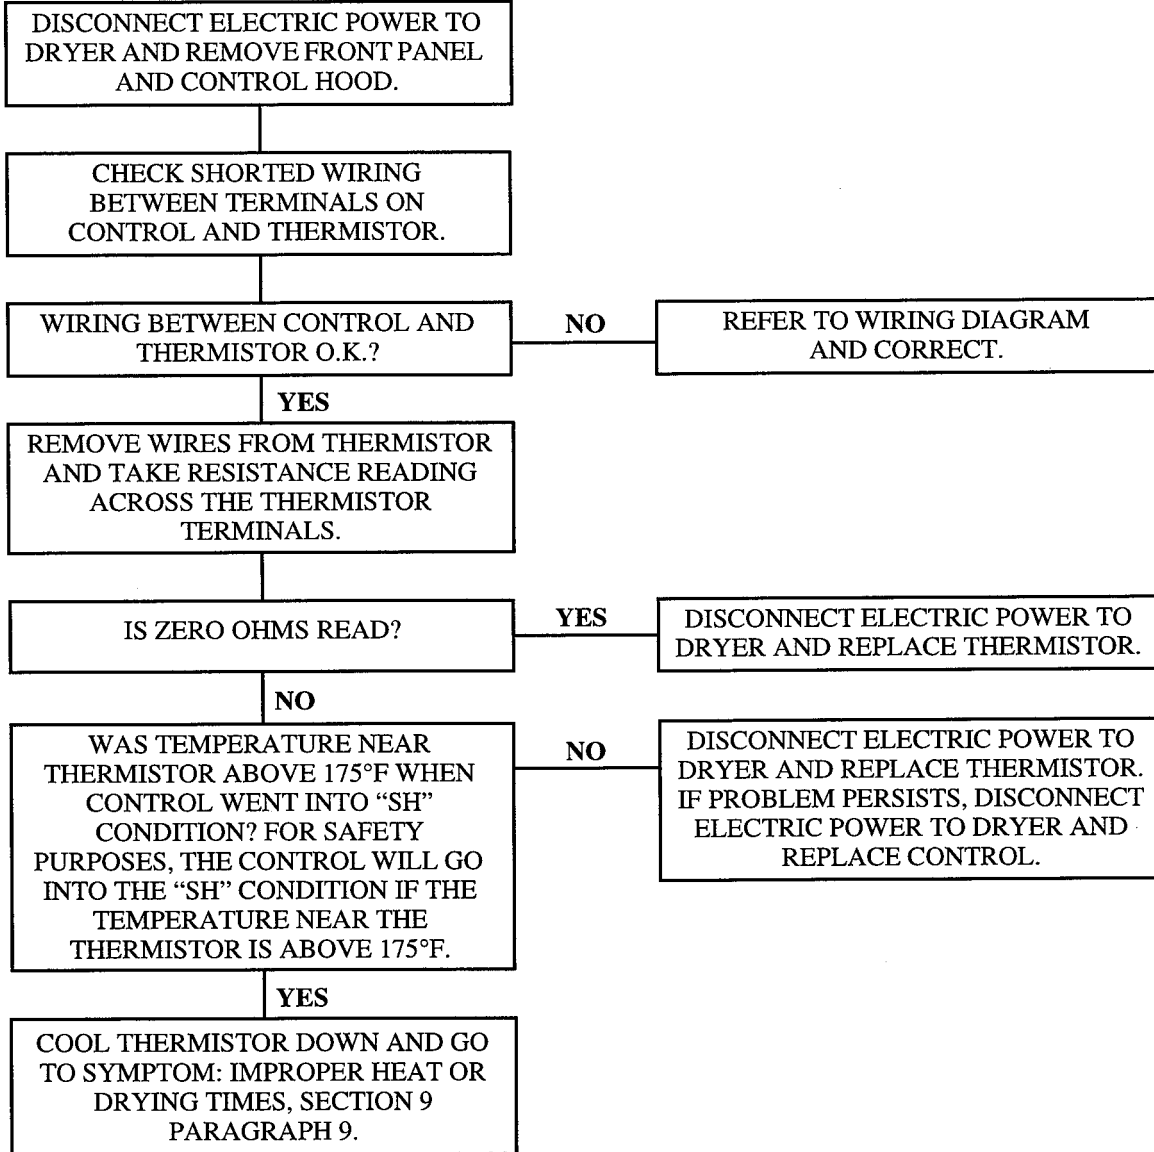 DISCONNECT ELECTRIC POWER TO
DRYER AND REMOVE FRONT PANEL
AND CONTROL HOOD.
CHECK SHORTED WIRING
BETWEEN TERMINALS ON
CONTROL AND THERMISTOR.
WIRING BETWEEN CONTROL AND
THERMISTOR O.K.?
NO
REFER TO WIRING DIAGRAM
AND CORRECT.
YES
REMOVE WIRES FROM THERMISTOR
AND TAKE RESISTANCE READING
ACROSS THE THERMISTOR
TERMINALS.
IS ZERO OHMS READ?
YES
DISCONNECT ELECTRIC POWER TO
DRYER AND REPLACE THERMISTOR.
NO
WAS TEMPERATURE NEAR
THERMISTOR ABOVE 175°F WHEN
CONTROL WENT INTO “SH”
CONDITION? FOR SAFETY
PURPOSES, THE CONTROL WILL GO
INTO THE “SH” CONDITION IF THE
TEMPERATURE NEAR THE
THERMISTOR IS ABOVE 175°F.
NO
DISCONNECT ELECTRIC POWER TO
DRYER AND REPLACE THERMISTOR.
IF PROBLEM PERSISTS, DISCONNECT
ELECTRIC POWER TO DRYER AND
REPLACE CONTROL.
YES
COOL THERMISTOR DOWN AND GO
TO SYMPTOM: IMPROPER HEAT OR
DRYING TIMES, SECTION 9
PARAGRAPH 9.